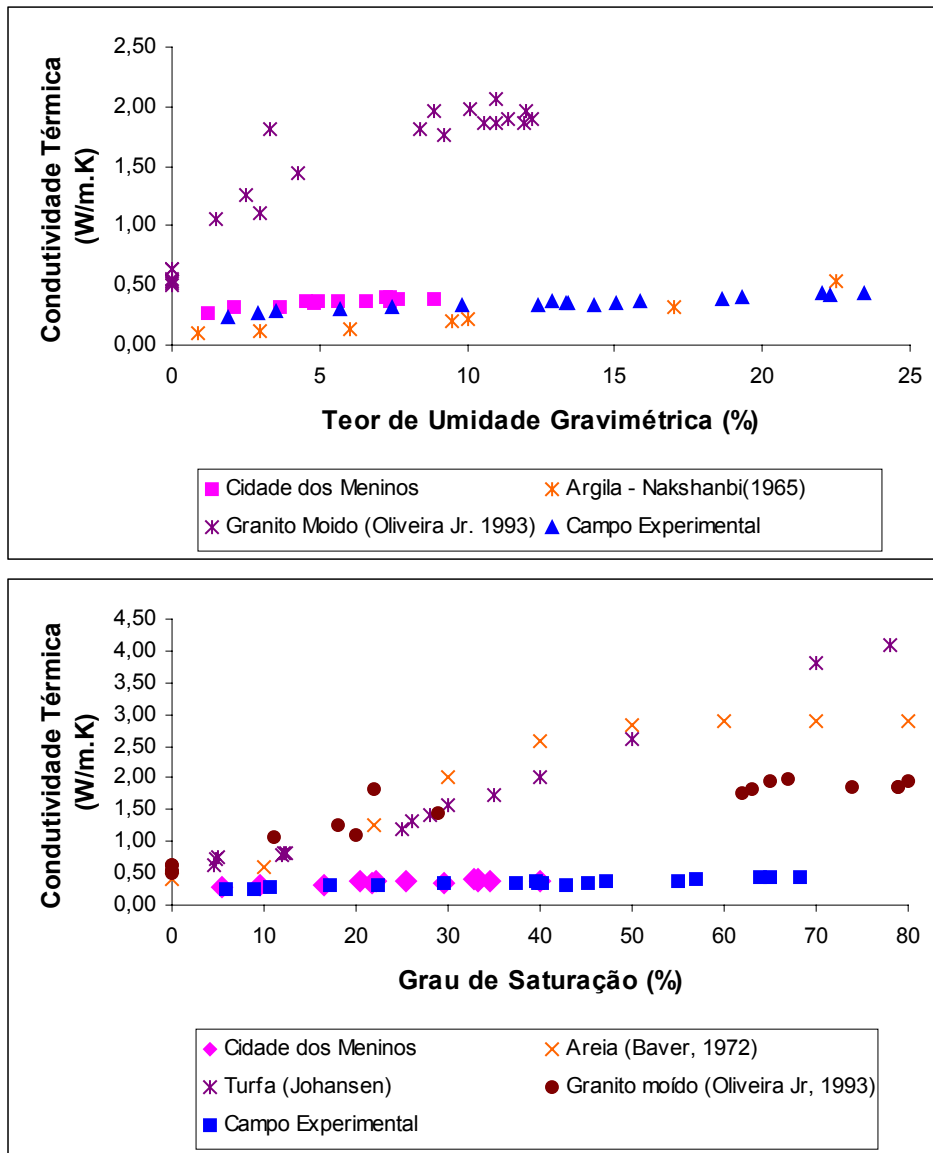 2,50
2,00
1,50
1,00
0,50
0,00
Condutividade Térmica
(W/m.K)
0 5 10 15 20 25
Teor de Umidade Gravimétrica (%)
Cidade dos Meninos Argila - Nakshanbi(1965)
Granito Moido (Oliveira Jr. 1993) Campo Experimental
4,50
4,00
3,50
3,00
2,50
2,00
1,50
1,00
0,50
0,00
Condutividade Térmica
(W/m.K)
0 10 20 30 40 50 60 70 80
Grau de Saturação (%)
Cidade dos Meninos Areia (Baver, 1972)
Turfa (Johansen) Granito moído (Oliveira Jr, 1993)
Campo Experimental